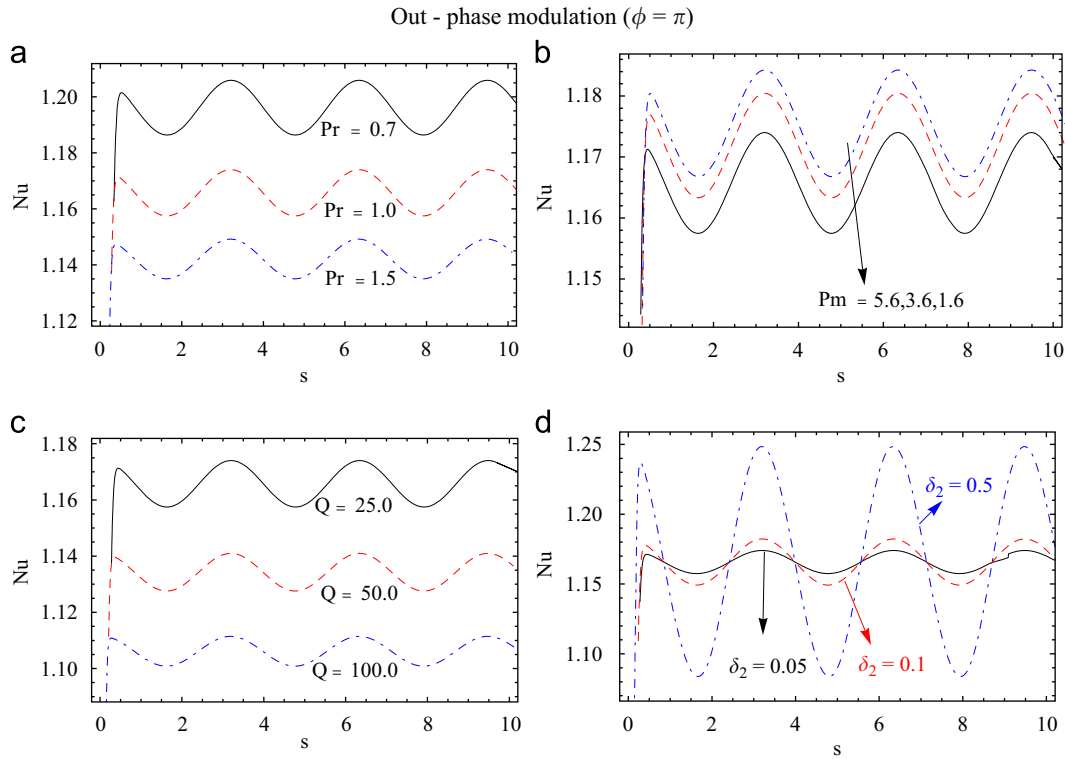 Out - phase modulation (ϕ = π)
a
Nu
1.20
1.18
1.16
1.14
1.12
Pr = 0.7
Pr = 1.0
Pr = 1.5
0 2 4 6 8 10
s
b
Nu
1.18
1.17
1.16
1.15
Pm = 5.6,3.6,1.6
0 2 4 6 8 10
s
c
Nu
1.18
1.16
1.14
1.12
1.10
Q = 25.0
Q = 50.0
Q = 100.0
0 2 4 6 8 10
s
d
Nu
1.25
1.20
1.15
1.10
δ₂ = 0.5
δ₂ = 0.05
δ₂ = 0.1
0 2 4 6 8 10
s